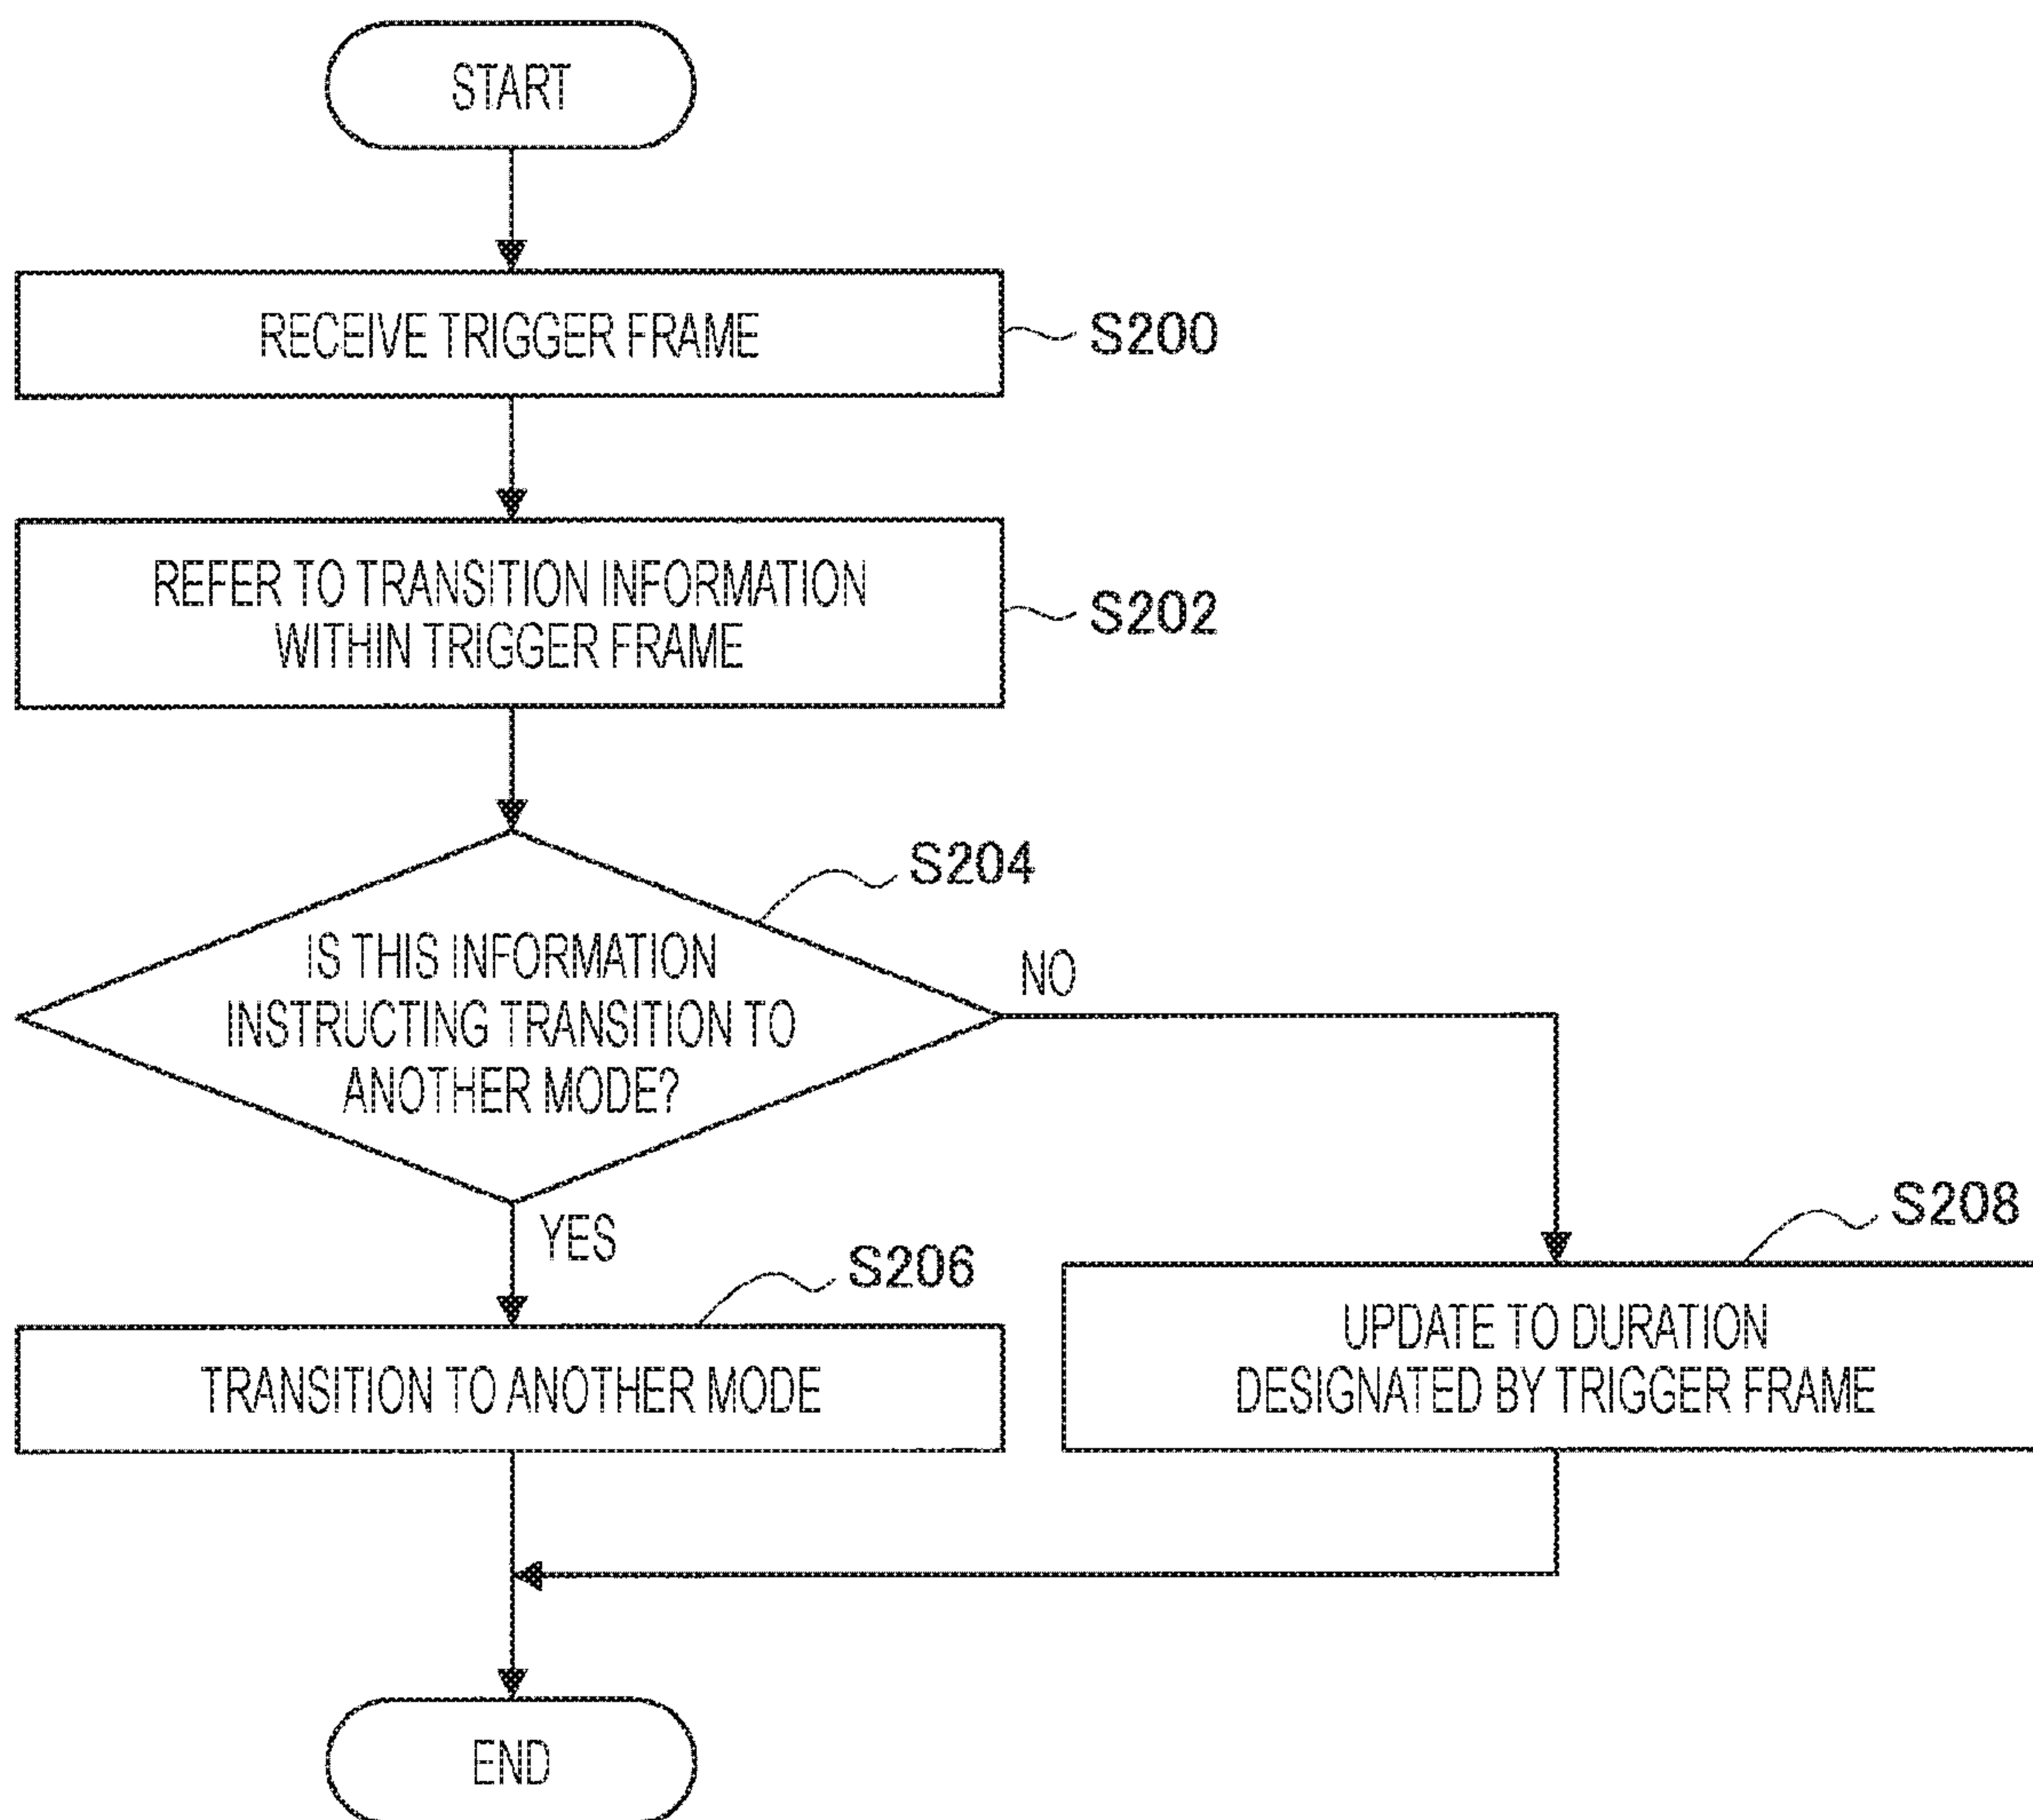 START
RECEIVE TRIGGER FRAME
S200
REFER TO TRANSITION INFORMATION
WITHIN TRIGGER FRAME
S202
S204
IS THIS INFORMATION
INSTRUCTING TRANSITION TO
ANOTHER MODE?
NO
YES
S206
TRANSITION TO ANOTHER MODE
S208
UPDATE TO DURATION
DESIGNATED BY TRIGGER FRAME
END